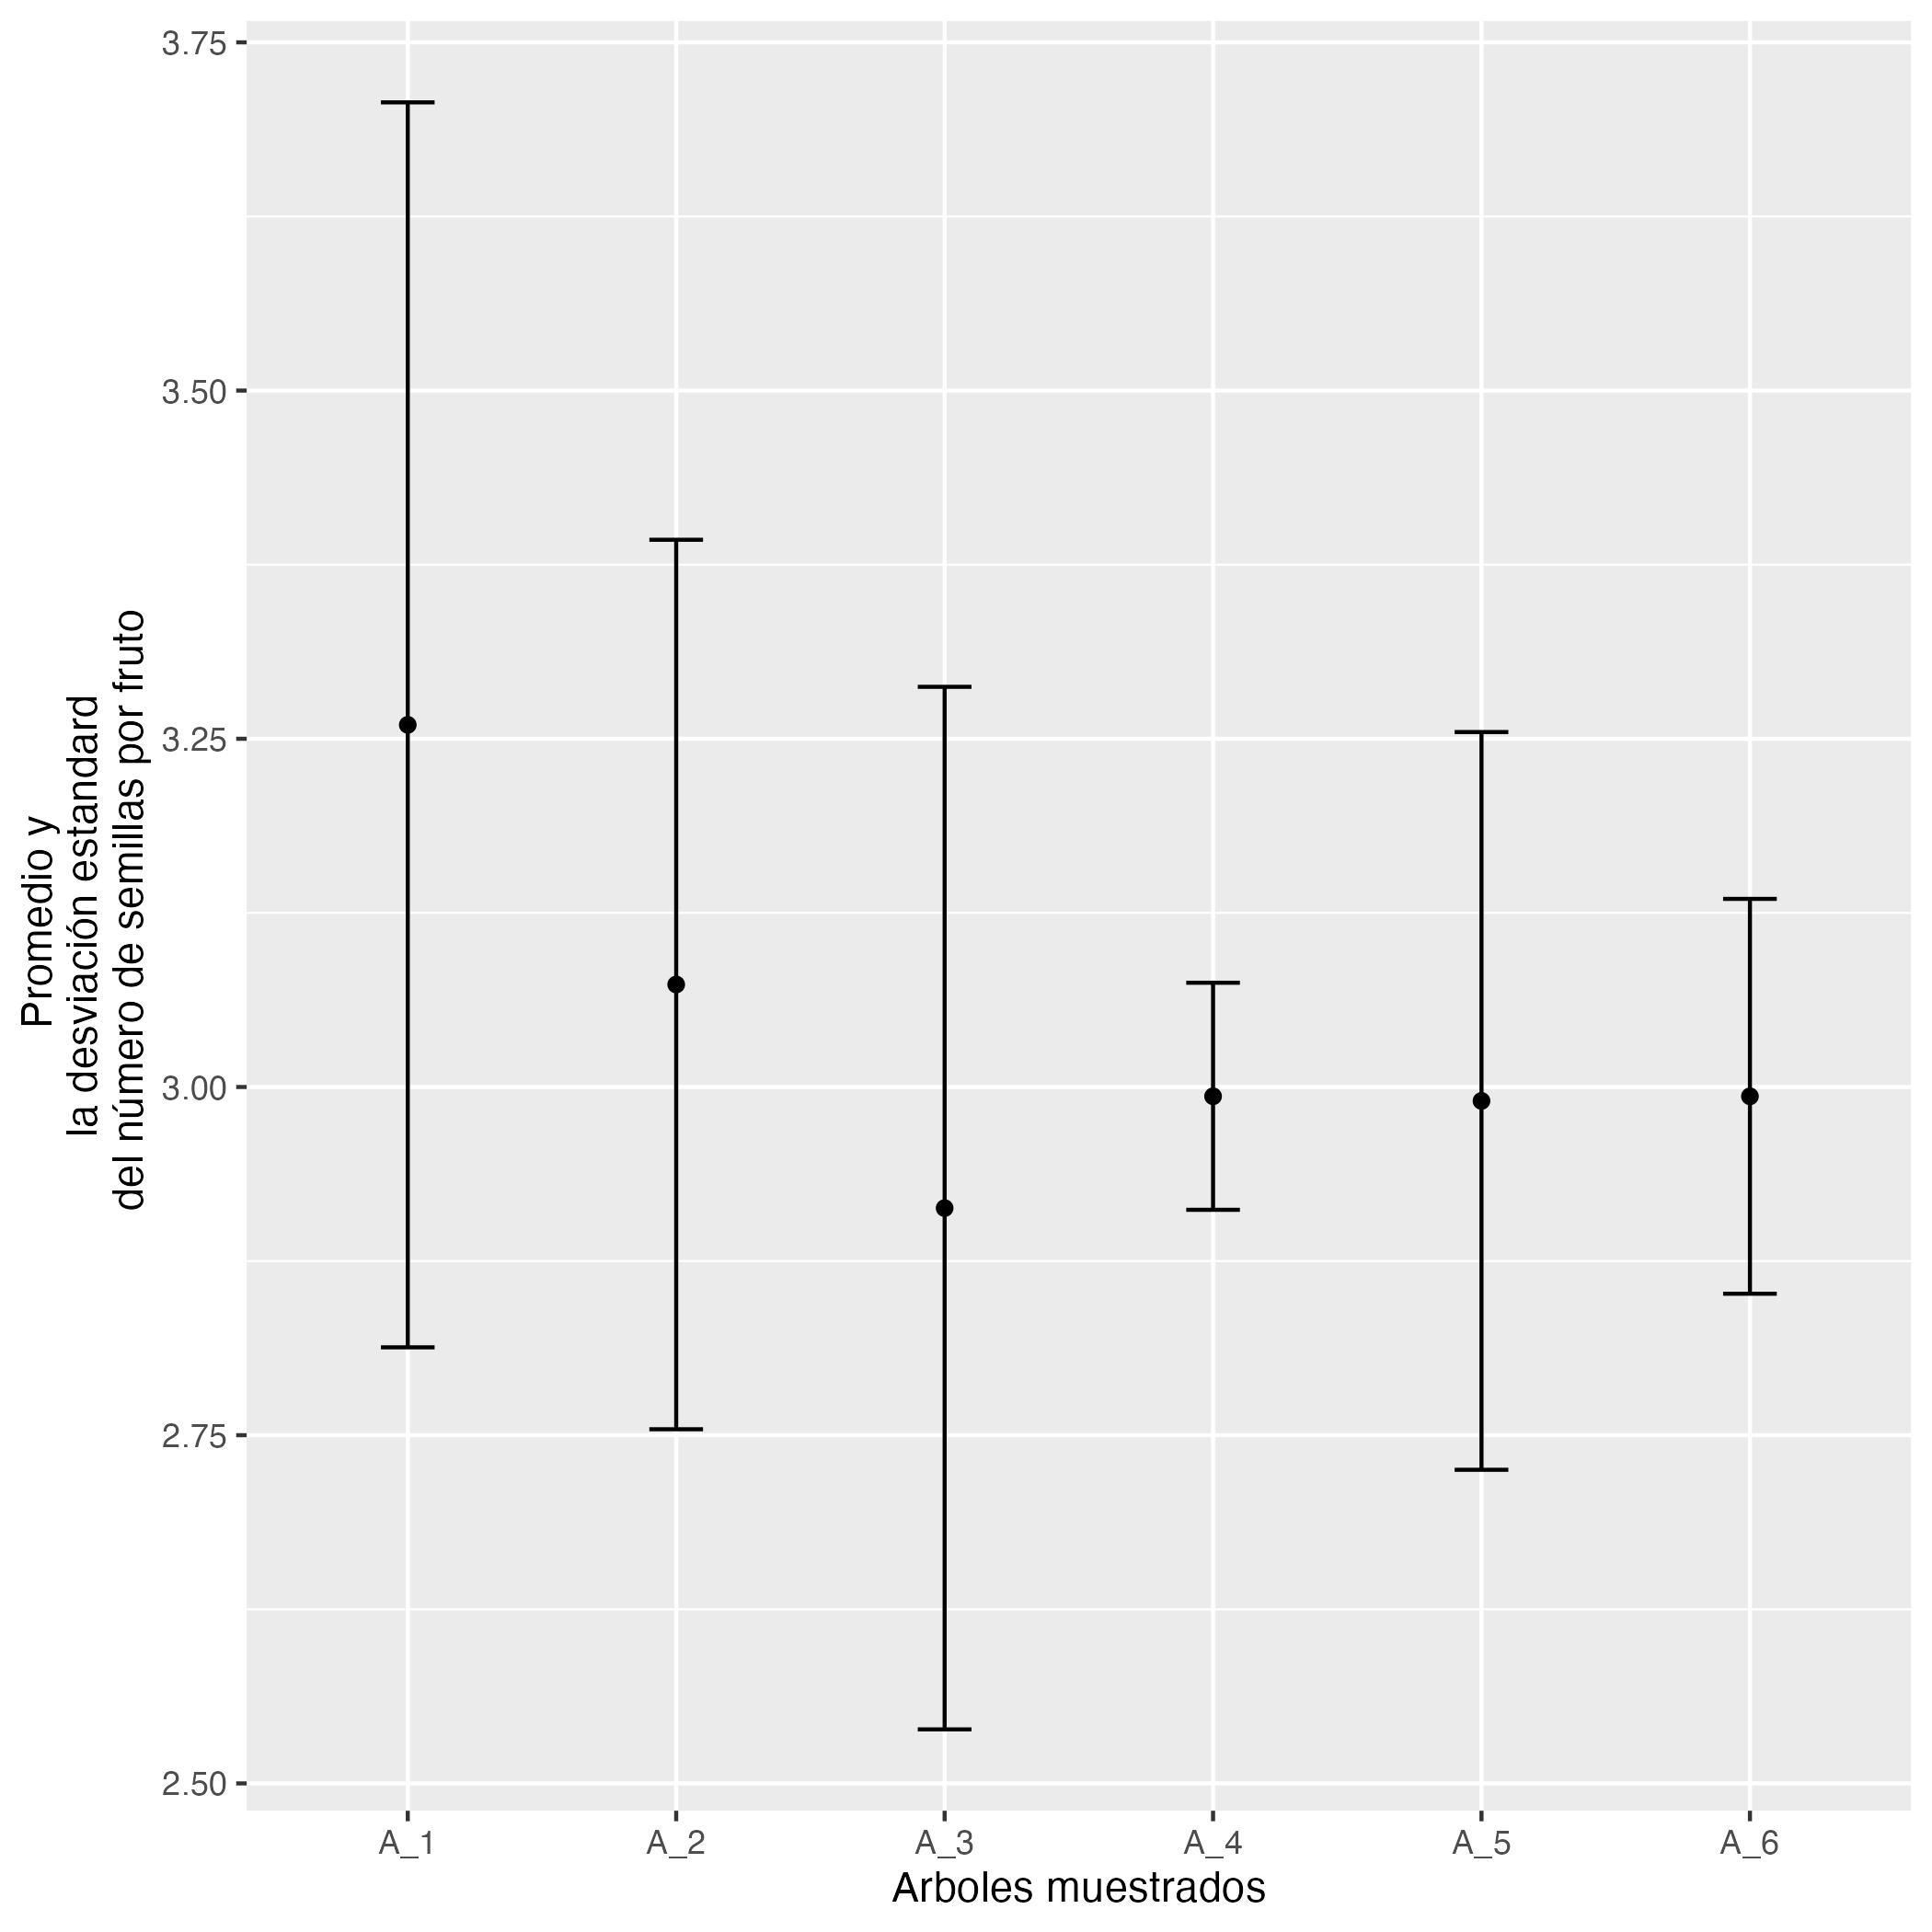 Promedio y
la desviación estandard
del número de semillas por fruto
3.75
3.50
3.25
3.00
2.75
2.50
A_1
A_2
A_3
A_4
A_5
A_6
Arboles muestrados